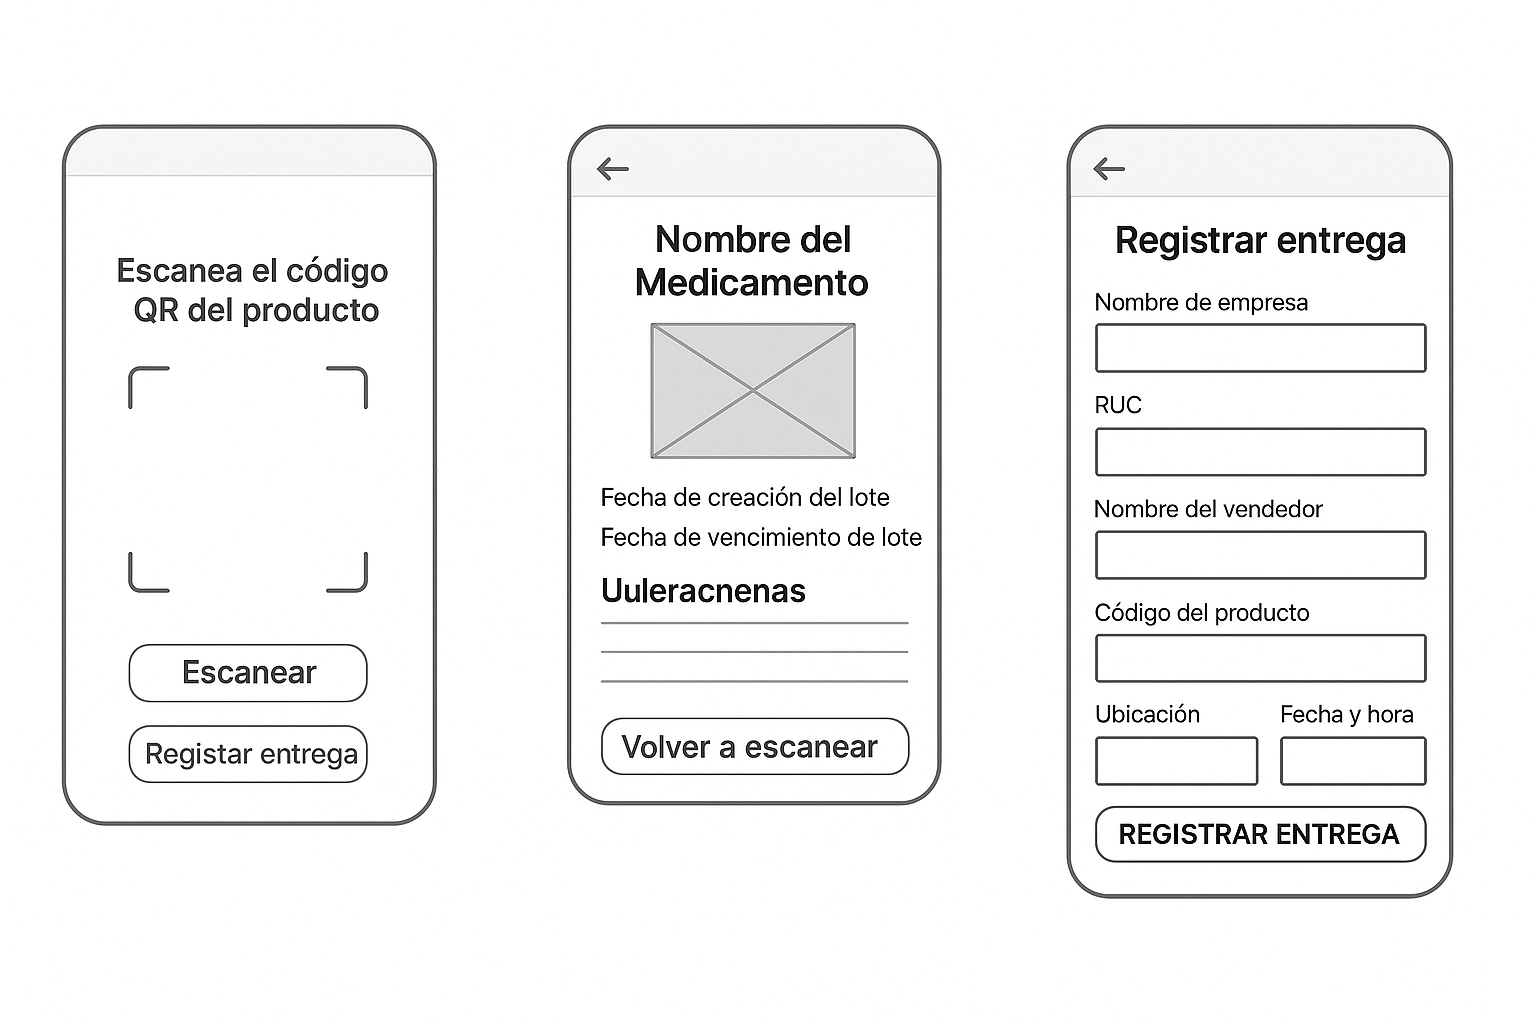 Escanea el código
QR del producto
Escanear
Registar entrega
Nombre del
Medicamento
Fecha de creación del lote
Fecha de vencimiento de lote
Uuleracnenas
Volver a escanear
Registrar entrega
Nombre de empresa
RUC
Nombre del vendedor
Código del producto
Ubicación
Fecha y hora
REGISTRAR ENTREGA